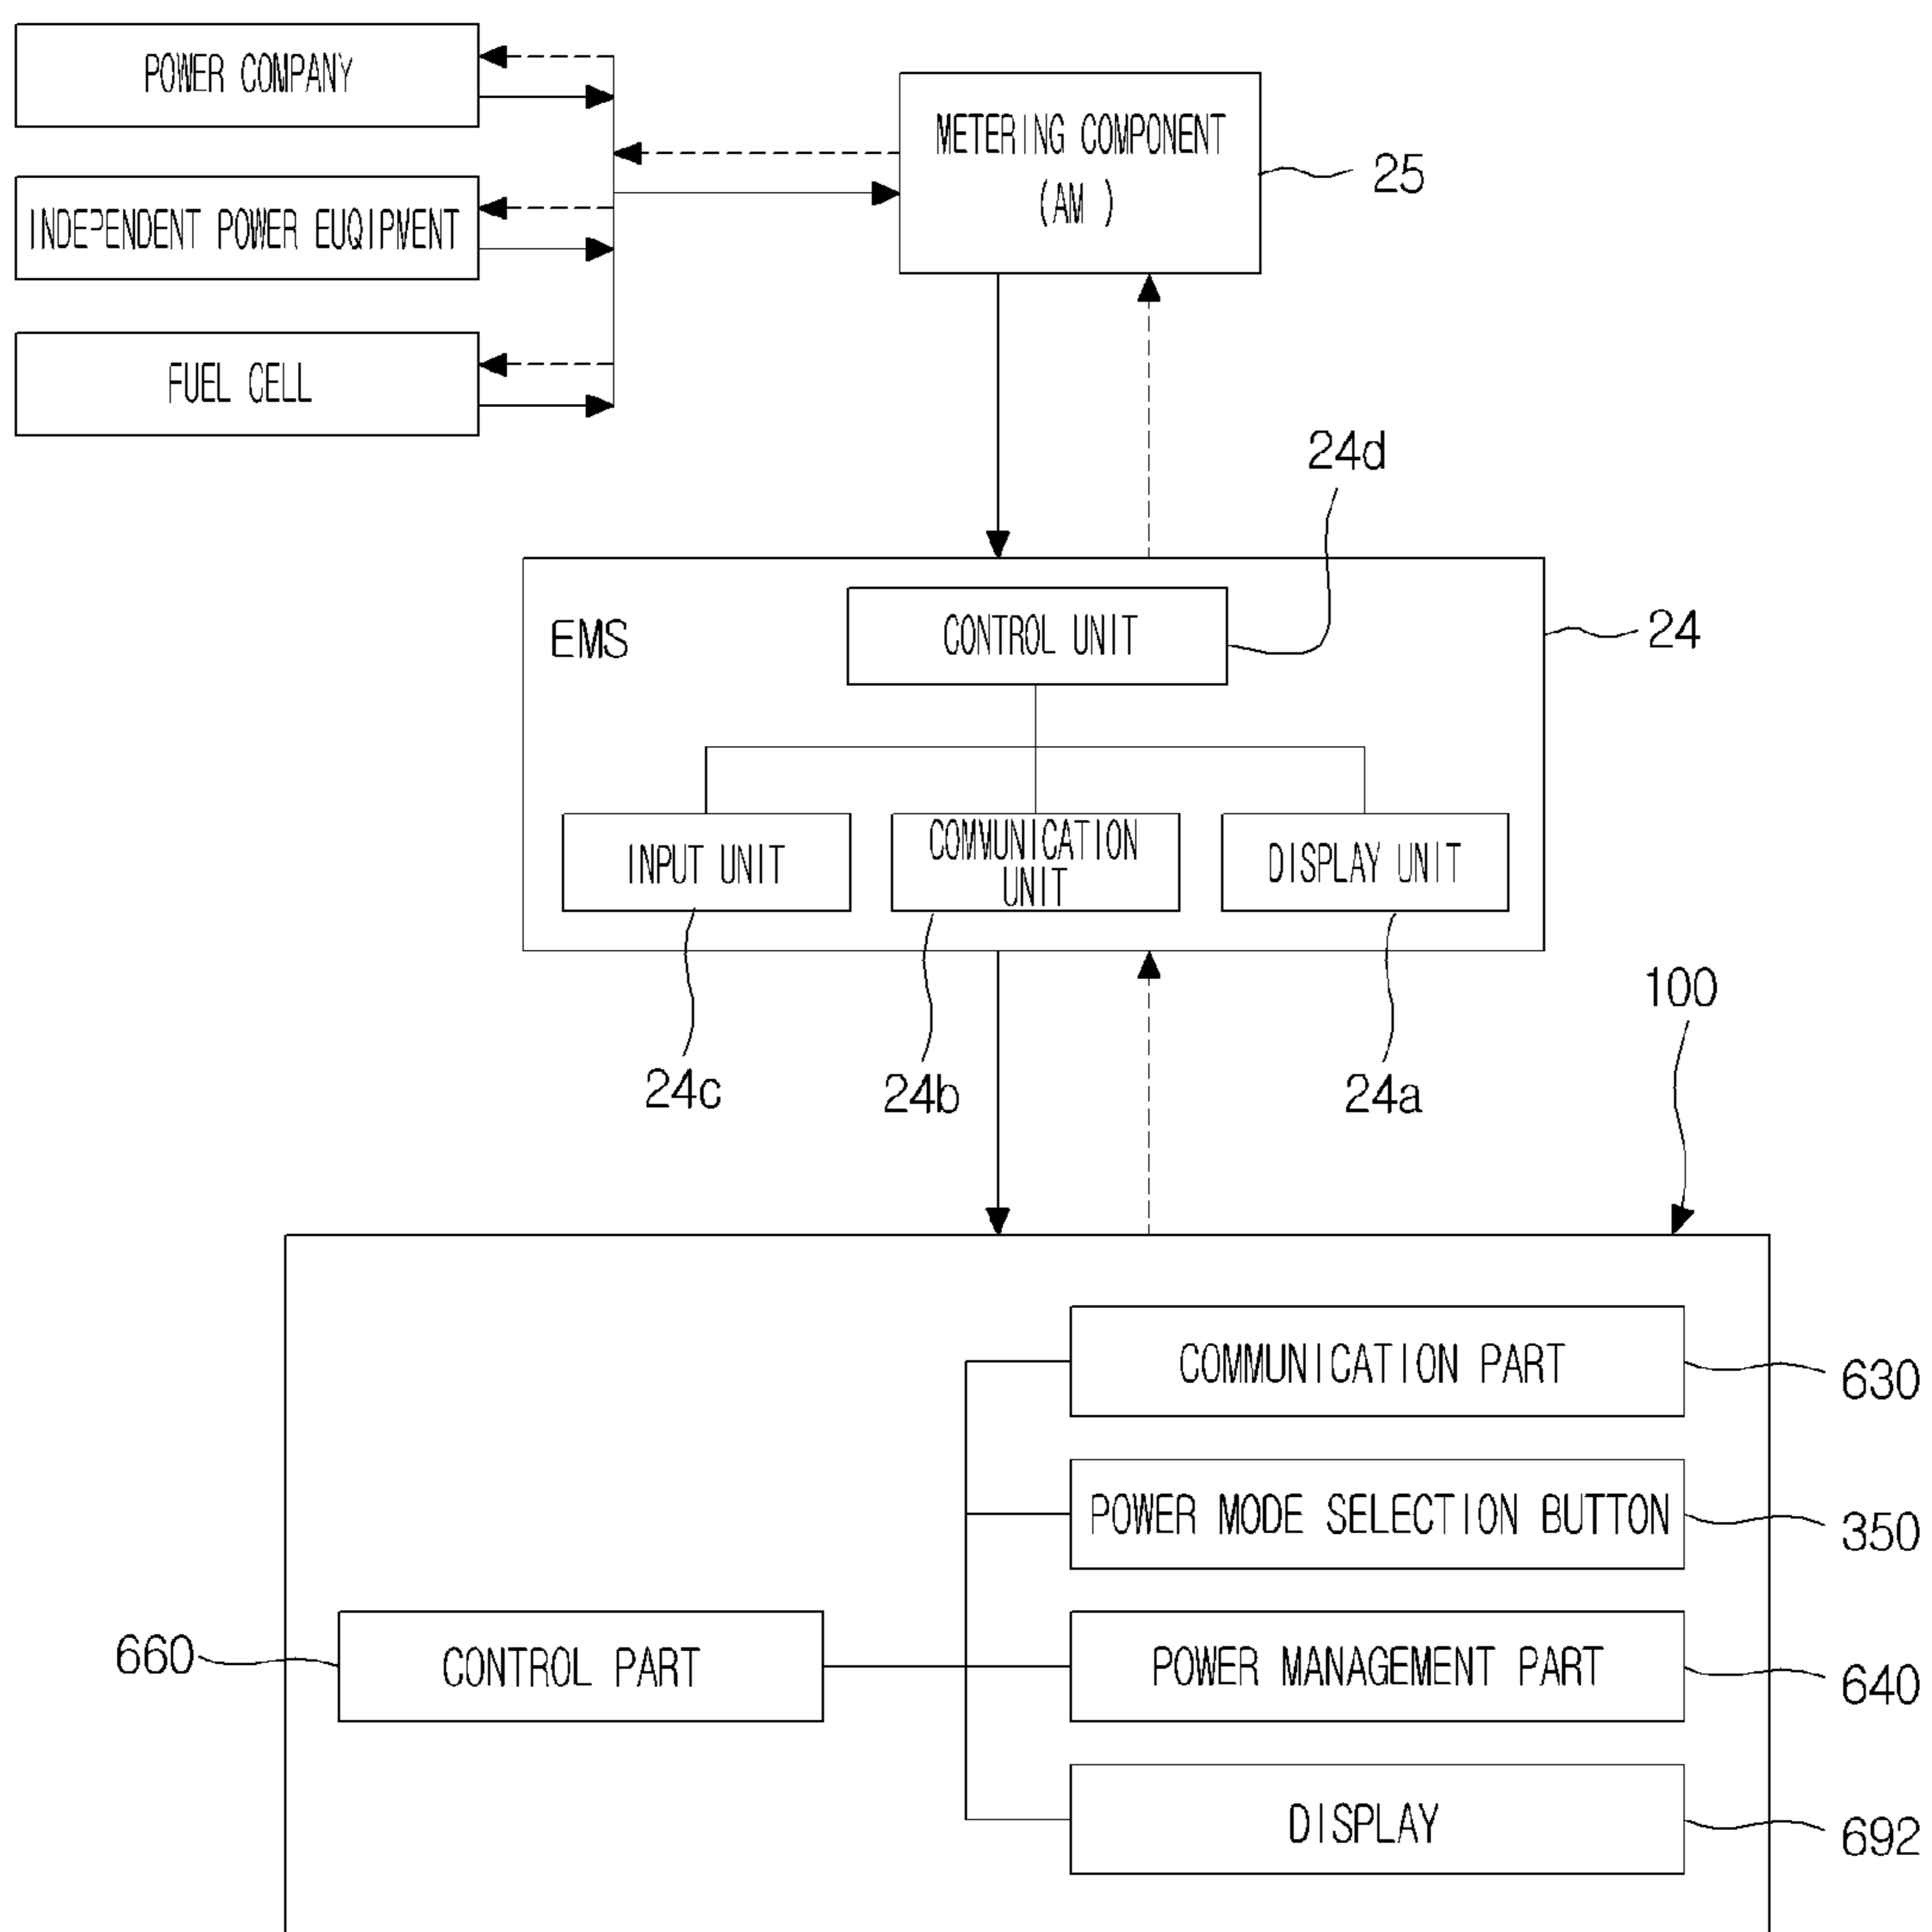 POWER COMPANY
METERING COMPONENT
(AM )
25
INDEPENDENT POWER EUQIPMENT
FUEL CELL
24d
EMS
CONTROL UNIT
24
INPUT UNIT
COMMUNICATION
UNIT
DISPLAY UNIT
24c
24b
24a
100
COMMUNICATION PART
630
POWER MODE SELECTION BUTTON
350
660
CONTROL PART
POWER MANAGEMENT PART
640
DISPLAY
692